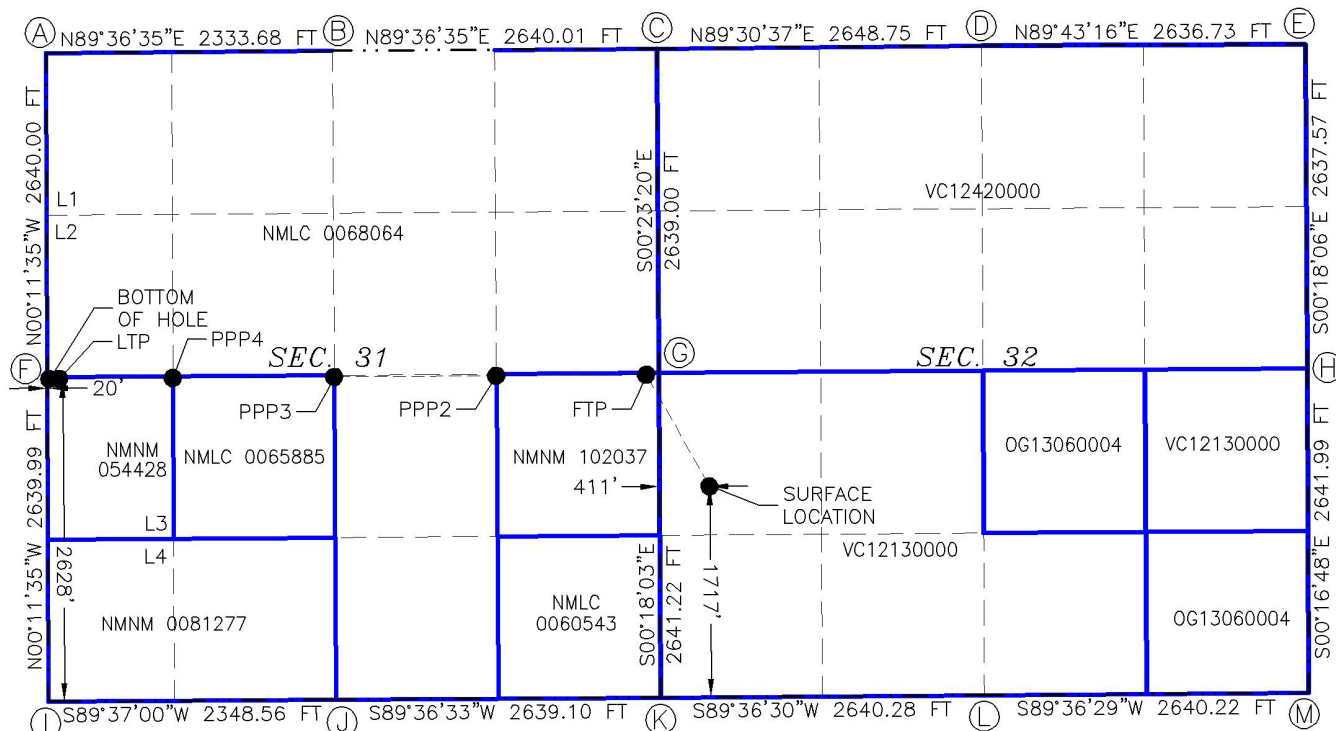 A
B
C
D
E
N89°36'35"E 2333.68 FT
N89°36'35"E 2640.01 FT
N89°30'37"E 2648.75 FT
N89°43'16"E 2636.73 FT
N00°11'35"W 2640.00 FT
S00°23'20"E
2639.00 FT
S00°18'06"E 2637.57 FT
L1
L2
NMLC 0068064
VC12420000
BOTTOM
OF HOLE
LTP
PPP4
F
SEC. 31
G
SEC. 32
H
20'
PPP3
PPP2
FTP
NMNM
054428
NMLC 0065885
NMNM 102037
OG13060004
VC12130000
411'
SURFACE
LOCATION
L3
L4
VC12130000
N00°11'35"W 2639.99 FT
2628'
S00°18'03"E
2641.22 FT
1717'
S00°16'48"E 2641.99 FT
NMNM 0081277
NMLC
0060543
OG13060004
I
S89°37'00"W 2348.56 FT
J
S89°36'33"W 2639.10 FT
K
S89°36'30"W 2640.28 FT
L
S89°36'29"W 2640.22 FT
M